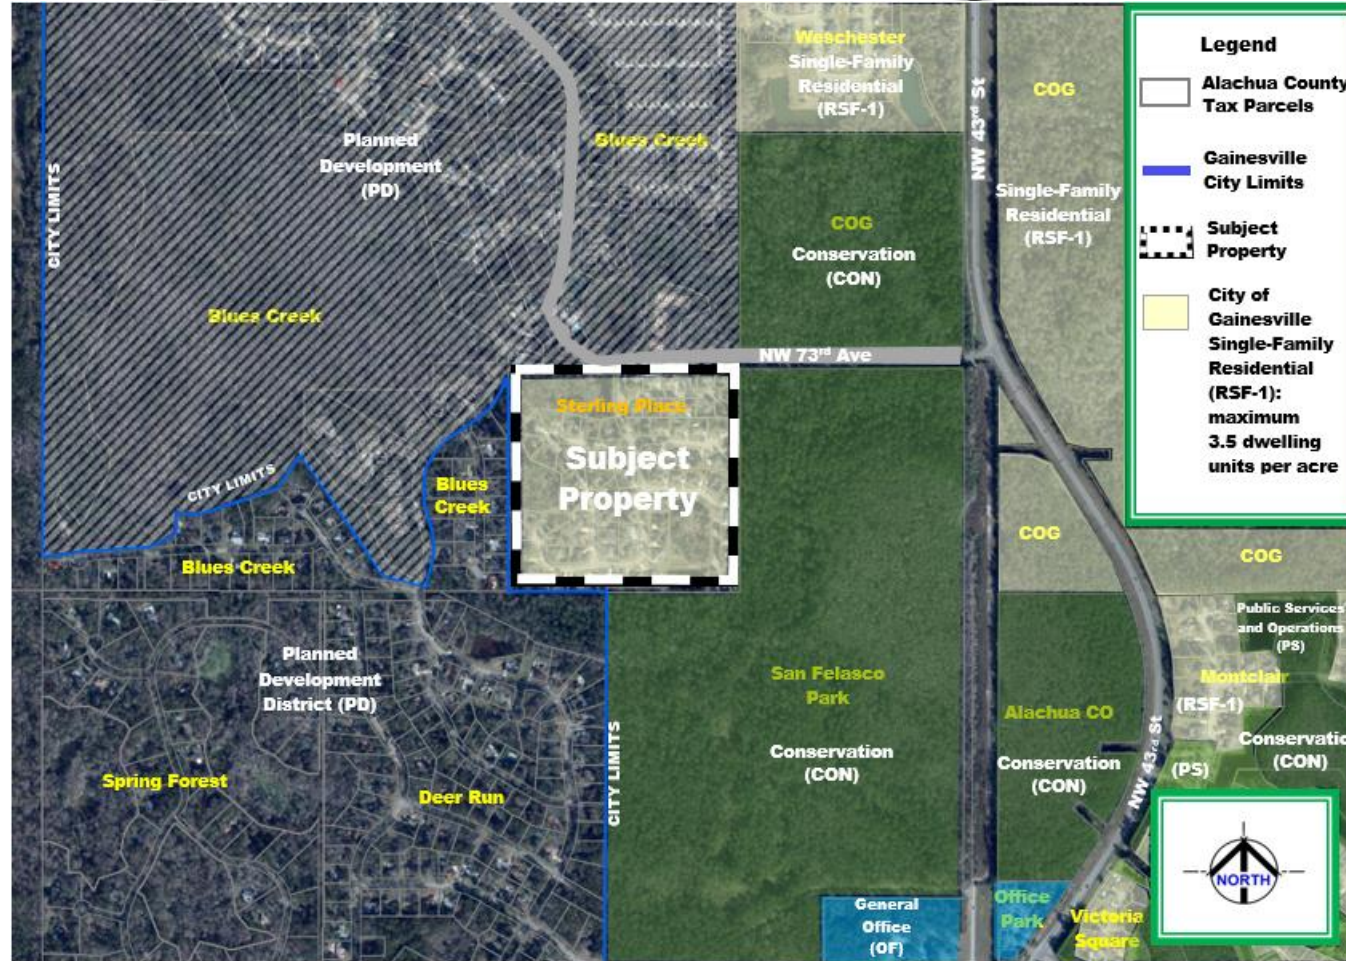 Weschester
Single-Family
Residential
(RSF-1)
COG
Planned
Development
(PD)
Blues Creek
NW 43rd St
CITY LIMITS
COG
Conservation
(CON)
Single-Family
Residential
(RSF-1)
Blues Creek
NW 73rd Ave
Sterling Place
Subject
Property
CITY LIMITS
Blues
Creek
Blues Creek
COG
COG
Planned
Development
District (PD)
Public Services
and Operations
(PS)
San Felasco
Park
Montclair
(RSF-1)
Alachua CO
Conservation
(CON)
Conservation
(CON)
Conservatio
(CON)
(PS)
NW 43rd St
CITY LIMITS
Spring Forest
Deer Run
General
Office
(OF)
Office
Park
Victoria
Square
Legend
Alachua County
Tax Parcels
Gainesville
City Limits
Subject
Property
City of
Gainesville
Single-Family
Residential
(RSF-1):
maximum
3.5 dwelling
units per acre
NORTH